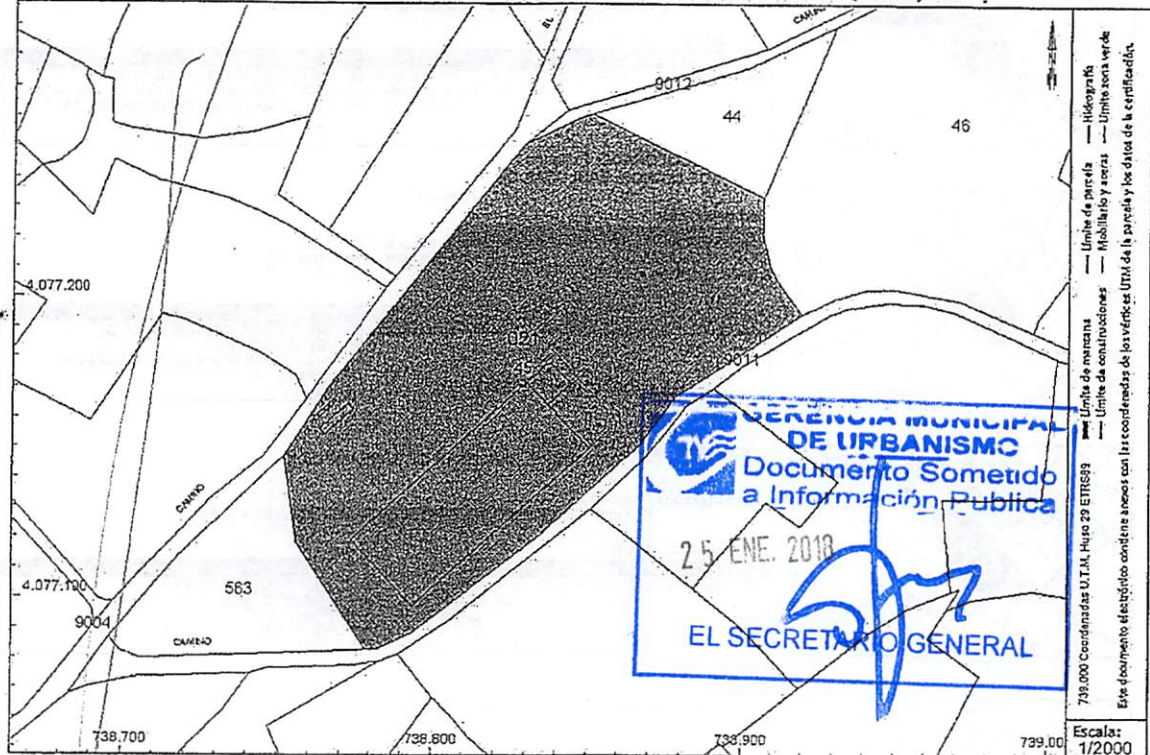 EL
CAMPO
9012
44
46
4.077.200
021
45
9011
GERENCIA MUNICIPAL
DE URBANISMO
Documento Sometido
a Información Publica
25 ENE. 2018
EL SECRETARIO GENERAL
CAMINO
4.077.100
563
9004
CAMINO
738.700
738.800
738.900
739.00
739.000 Coordenadas U.T.M. Huso 29 ETRS89
Límite de manzana
Límite de parcela
Hidrografía
Límite de construcciones
Mobiliario y aceras
Límite zona verde
Este documento electrónico contiene anexos con las coordenadas de los vértices UTM de la parcela y los datos de la certificación.
Escala:
1/2000